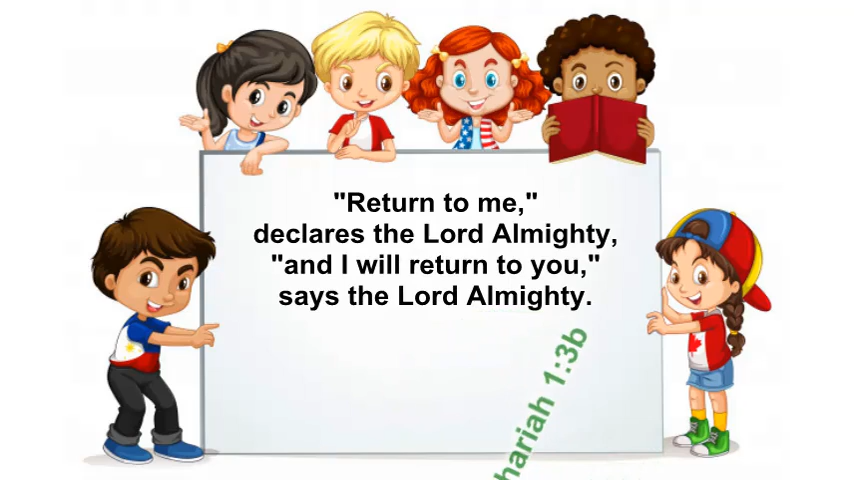 "Return to me,"
declares the Lord Almighty,
"and I will return to you,"
says the Lord Almighty.
hariah 1:3b